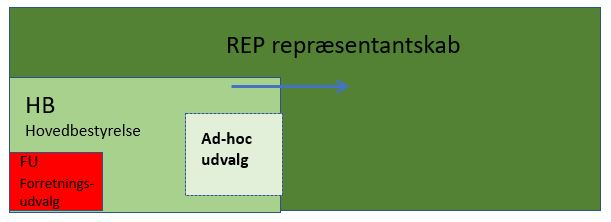 REP repræsentantskab
HB
Hovedbestyrelse
Ad-hoc
udvalg
FU
Forretnings-
udvalg